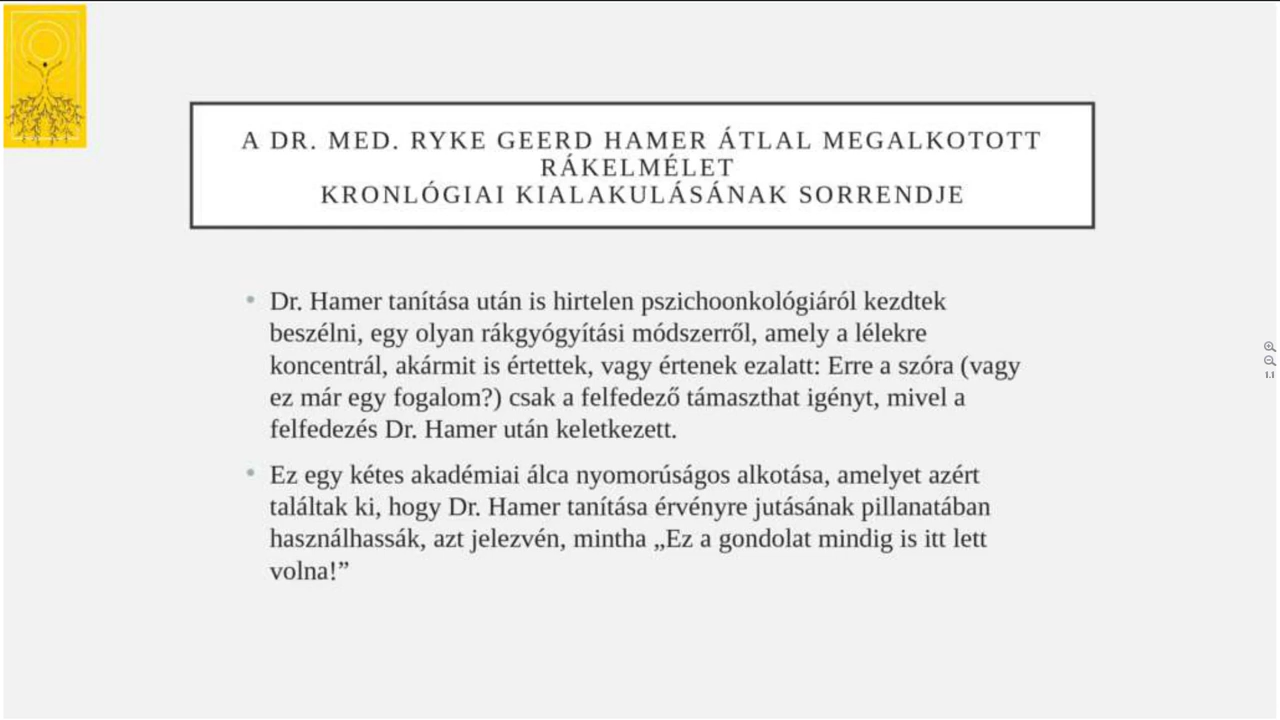 A DR. MED. RYKE GEERD HAMER ÁTLAL MEGALKOTOTT
RÁKELMÉLET
KRONLÓGIAI KIALAKULÁSÁNAK SORRENDJE
• Dr. Hamer tanítása után is hirtelen pszichoonkológiáról kezdtek
beszélni, egy olyan rákgyógyítási módszerről, amely a lélekre
koncentrál, akármit is értettek, vagy értenek ezalatt: Erre a szóra (vagy
ez már egy fogalom?) csak a felfedező támaszthat igényt, mivel a
felfedezés Dr. Hamer után keletkezett.
• Ez egy kétes akadémiai álca nyomorúságos alkotása, amelyet azért
találtak ki, hogy Dr. Hamer tanítása érvényre jutásának pillanatában
használhassák, azt jelezvén, mintha „Ez a gondolat mindig is itt lett
volna!”
1.1